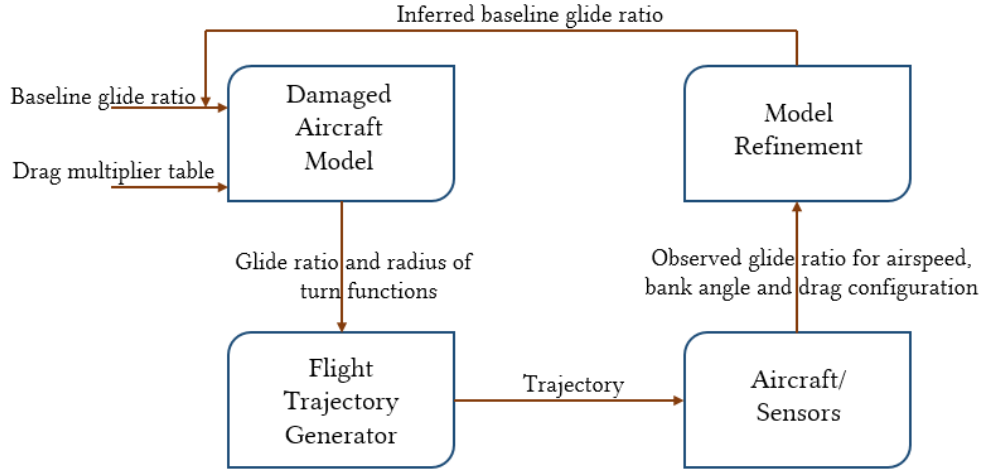 Inferred baseline glide ratio
Baseline glide ratio
Damaged
Aircraft
Model
Model
Refinement
Drag multiplier table
Glide ratio and radius of
turn functions
Observed glide ratio for airspeed,
bank angle and drag configuration
Flight
Trajectory
Generator
Trajectory
Aircraft/
Sensors